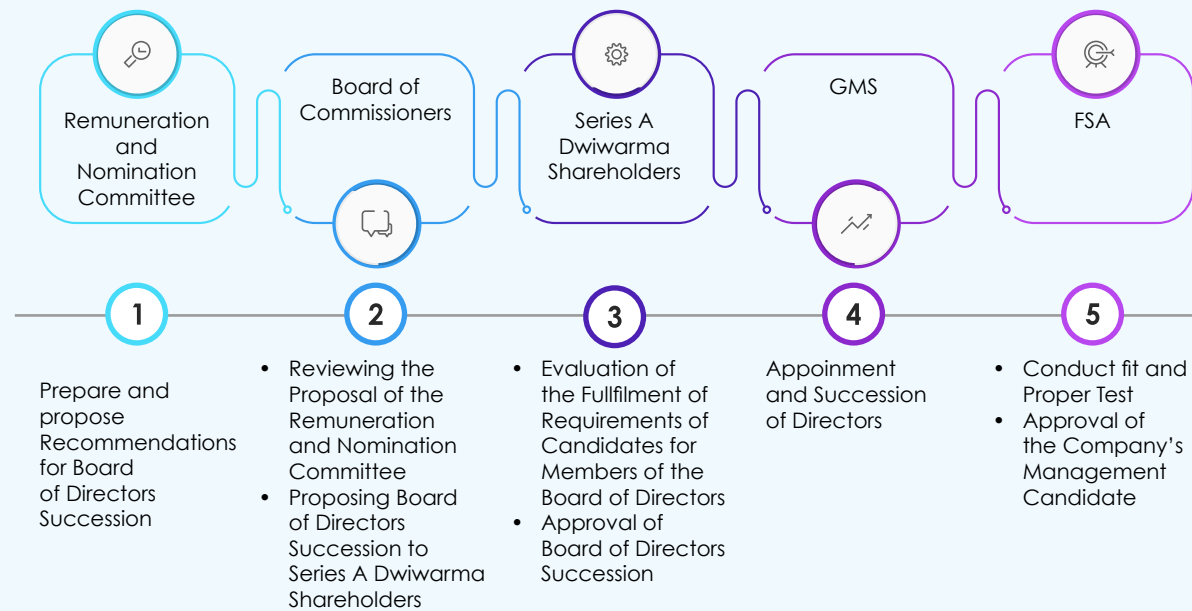 Remuneration
and
Nomination
Committee
Board of
Commissioners
Series A
Dwiwarma
Shareholders
GMS
FSA
1
2
3
4
5
Prepare and
propose
Recommendations
for Board
of Directors
Succession
• Reviewing the
Proposal of the
Remuneration
and Nomination
Committee
• Proposing Board
of Directors
Succession to
Series A Dwiwarma
Shareholders
• Evaluation of
the Fullfilment of
Requirements of
Candidates for
Members of the
Board of Directors
• Approval of
Board of Directors
Succession
Appoinment
and Succession
of Directors
• Conduct fit and
Proper Test
• Approval of
the Company's
Management
Candidate